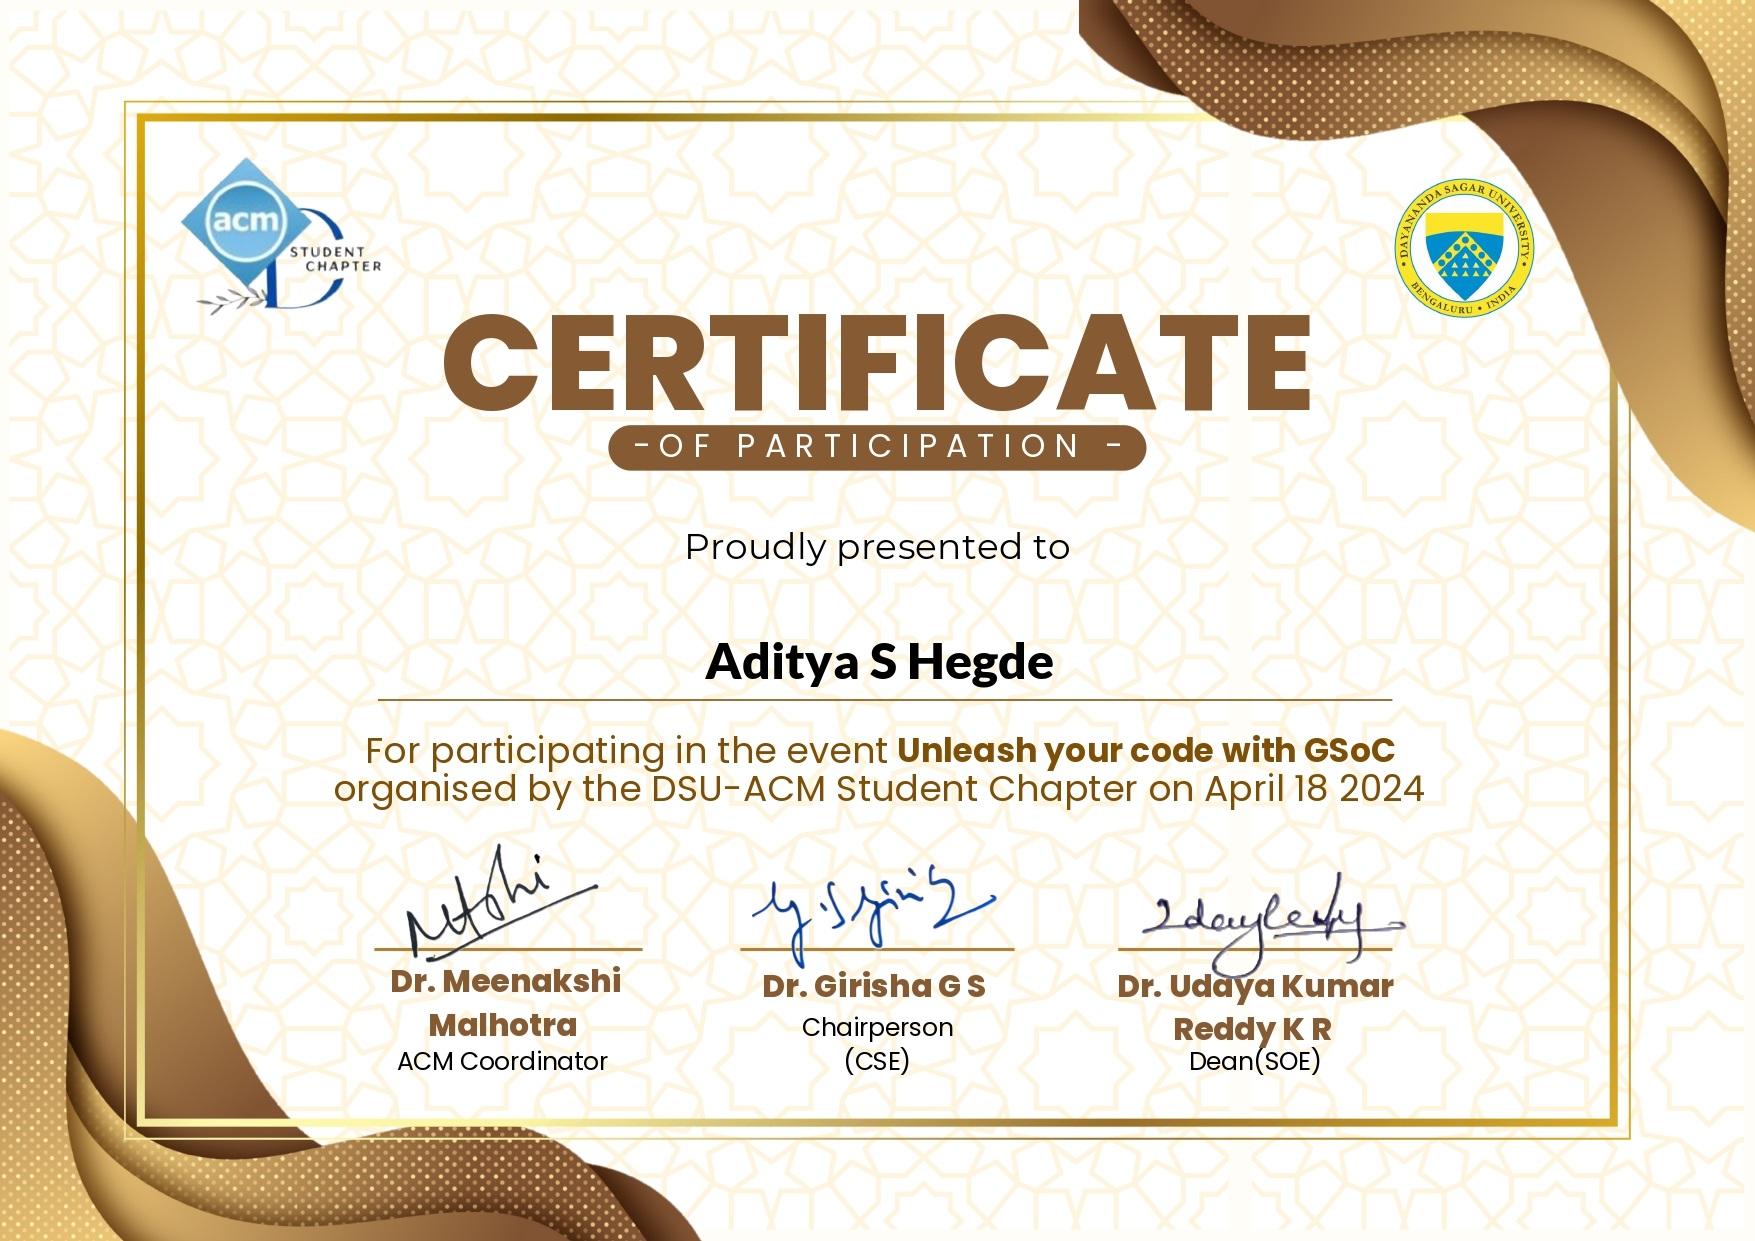 acm
STUDENT
CHAPTER
DAYANANDA SAGAR UNIVERSITY
BENGALURU • INDIA
CERTIFICATE
-OF PARTICIPATION -
Proudly presented to
Aditya S Hegde
For participating in the event Unleash your code with GSoC
organised by the DSU-ACM Student Chapter on April 18 2024
Dr. Meenakshi
Malhotra
ACM Coordinator
Dr. Girisha G S
Chairperson
(CSE)
Dr. Udaya Kumar
Reddy K R
Dean(SOE)